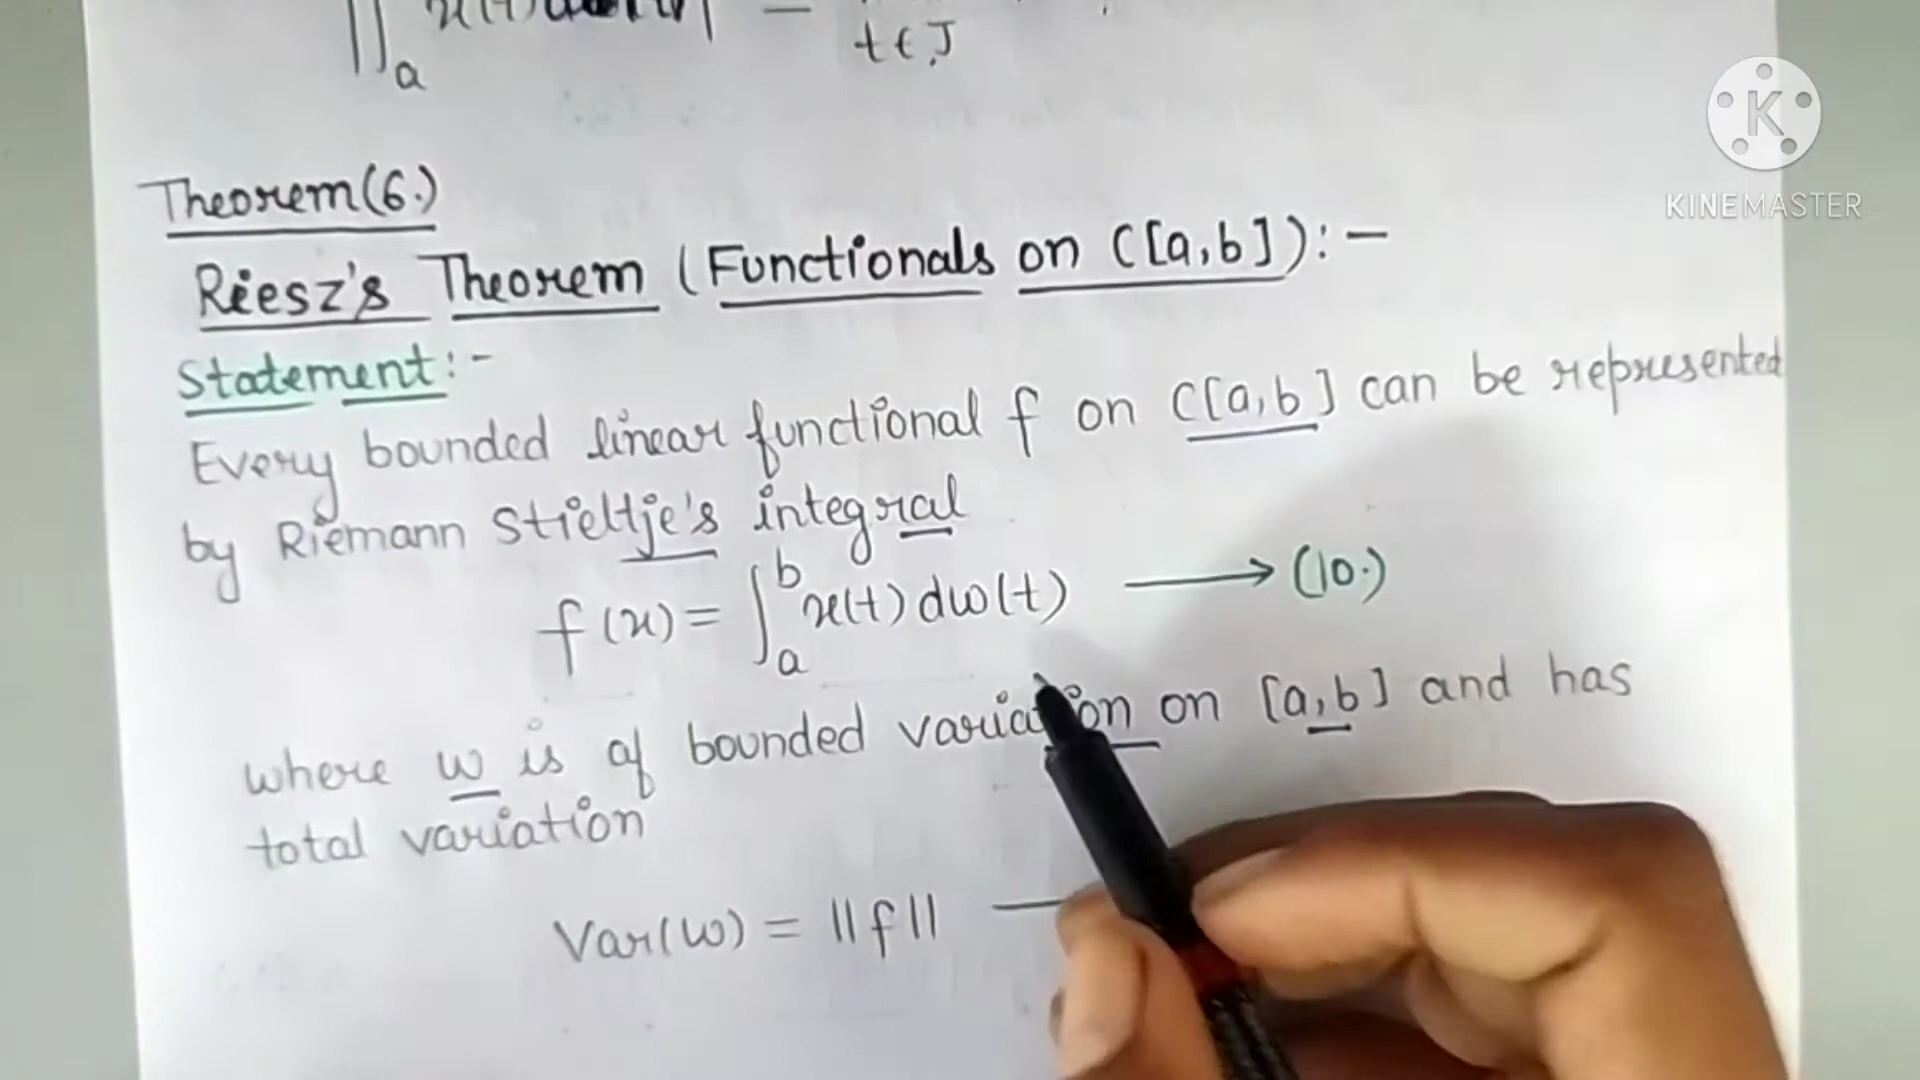 a
t∈J
K
KINEMASTER
Theorem(6.)
Riesz's Theorem (Functionals on C[a,b]):-
Statement:-
Every bounded linear functional f on C[a,b] can be represented
by Riemann Stieltje's integral
f(x) = ∫_a^b x(t) dw(t) ⟶ (10.)
where w is of bounded variation on [a,b] and has
total variation
Var(w) = ||f|| —